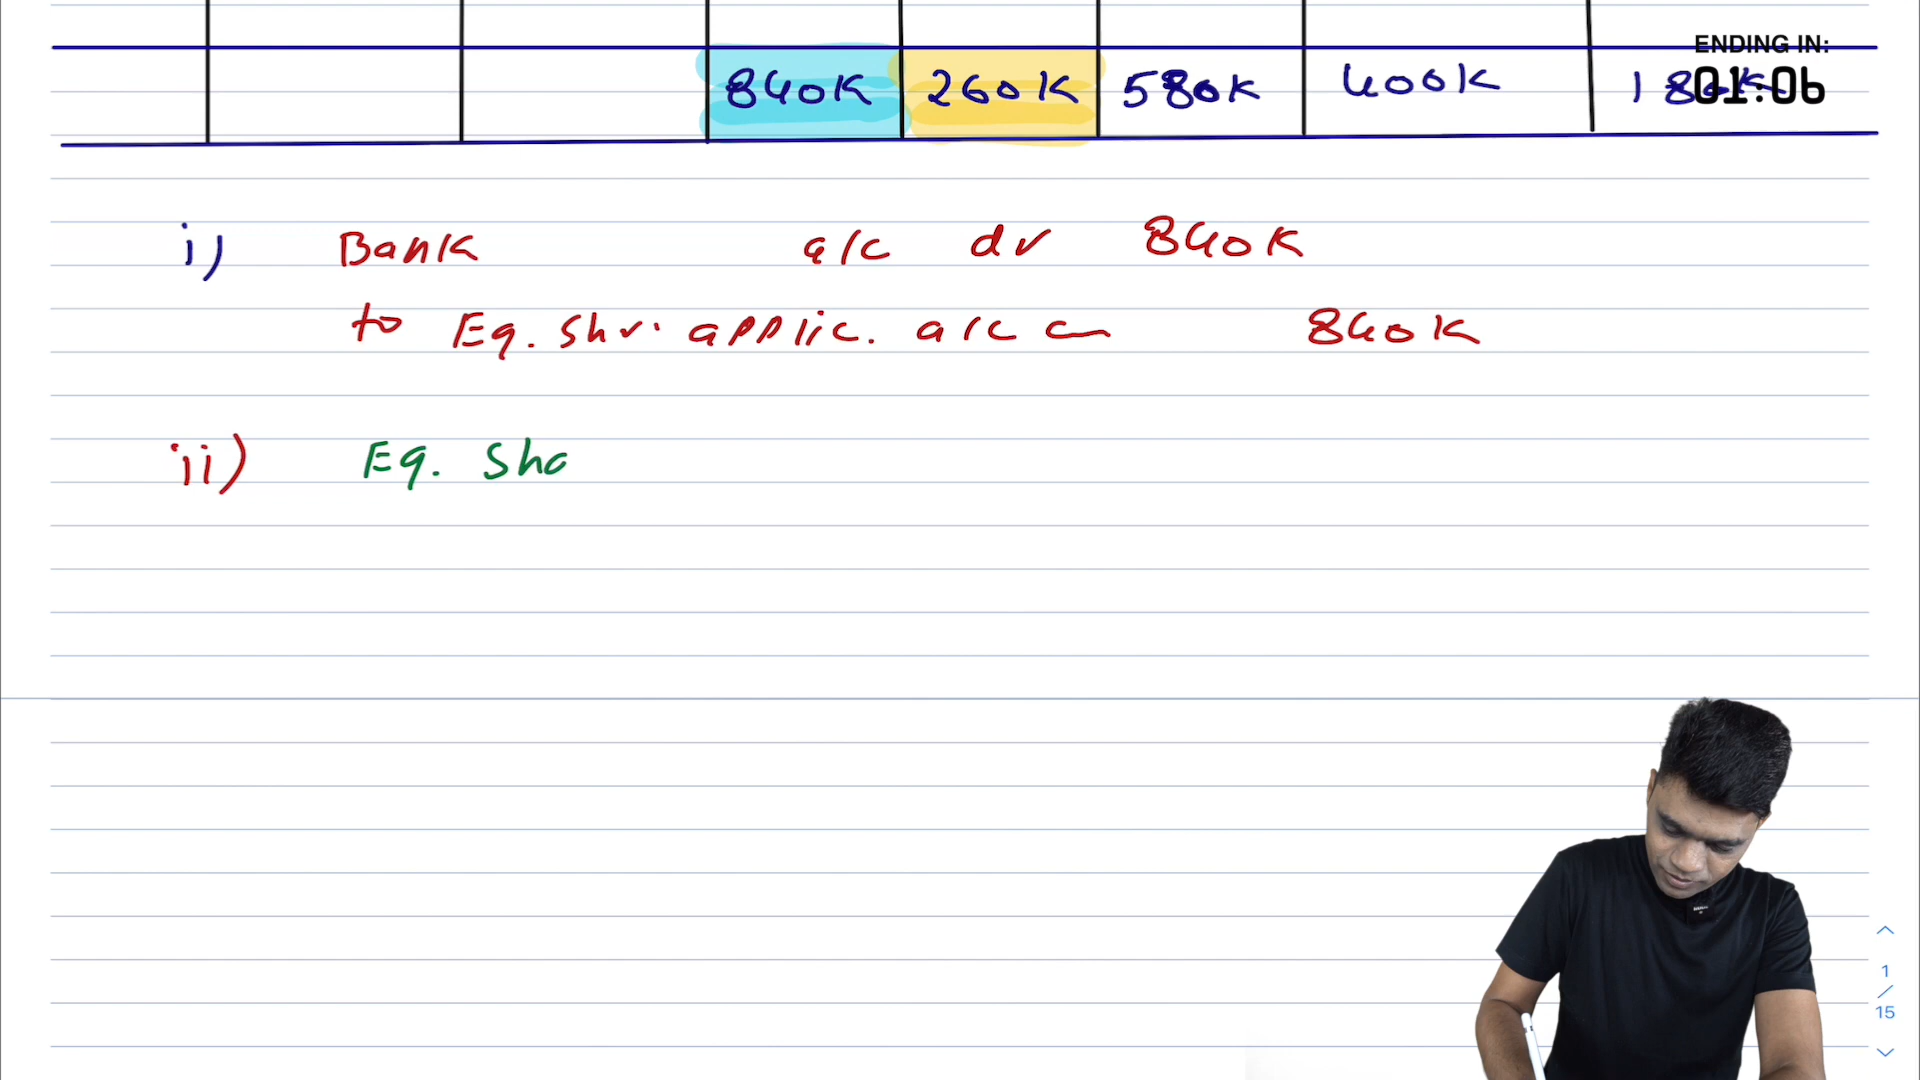 ENDING IN:
840K 260K 580K 400K 180K
01:06
i) Bank a/c dr 840K
to Eq. Shr. applic. a/c 840K
ii) Eq. Sha
1
/
15